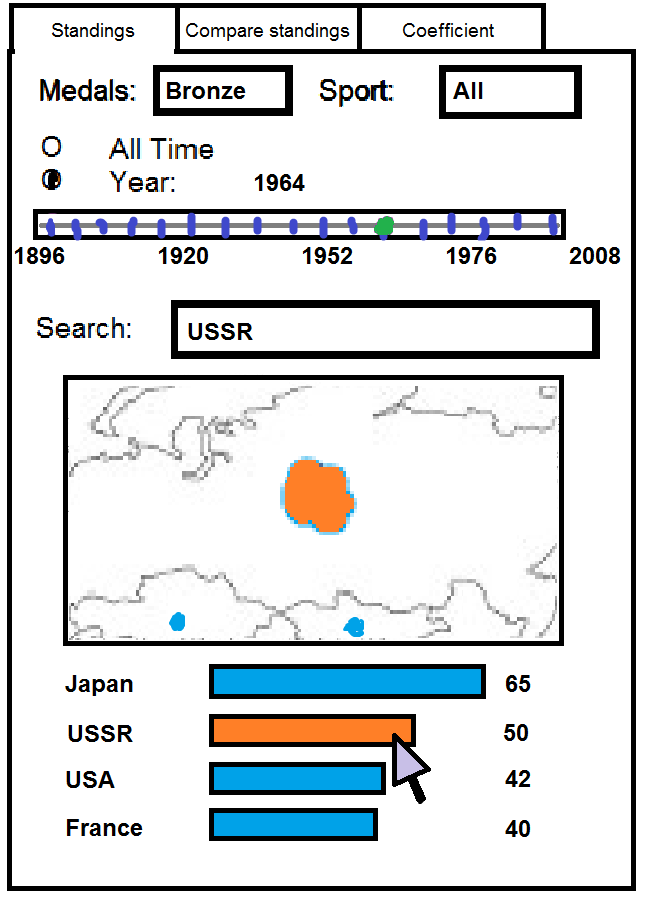 Standings Compare standings Coefficient
Medals: Bronze Sport: All
All Time
Year: 1964
1896 1920 1952 1976 2008
Search: USSR
Japan 65
USSR 50
USA 42
France 40